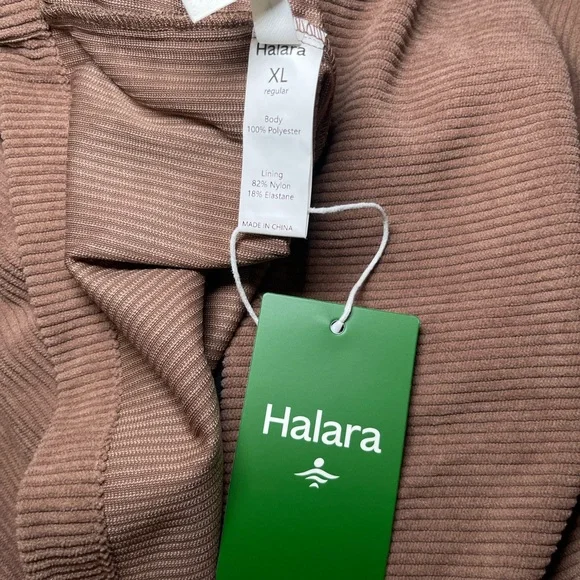 Halara
XL
regular
Body
100% Polyester
Lining
82% Nylon
18% Elastane
MADE IN CHINA
Halara